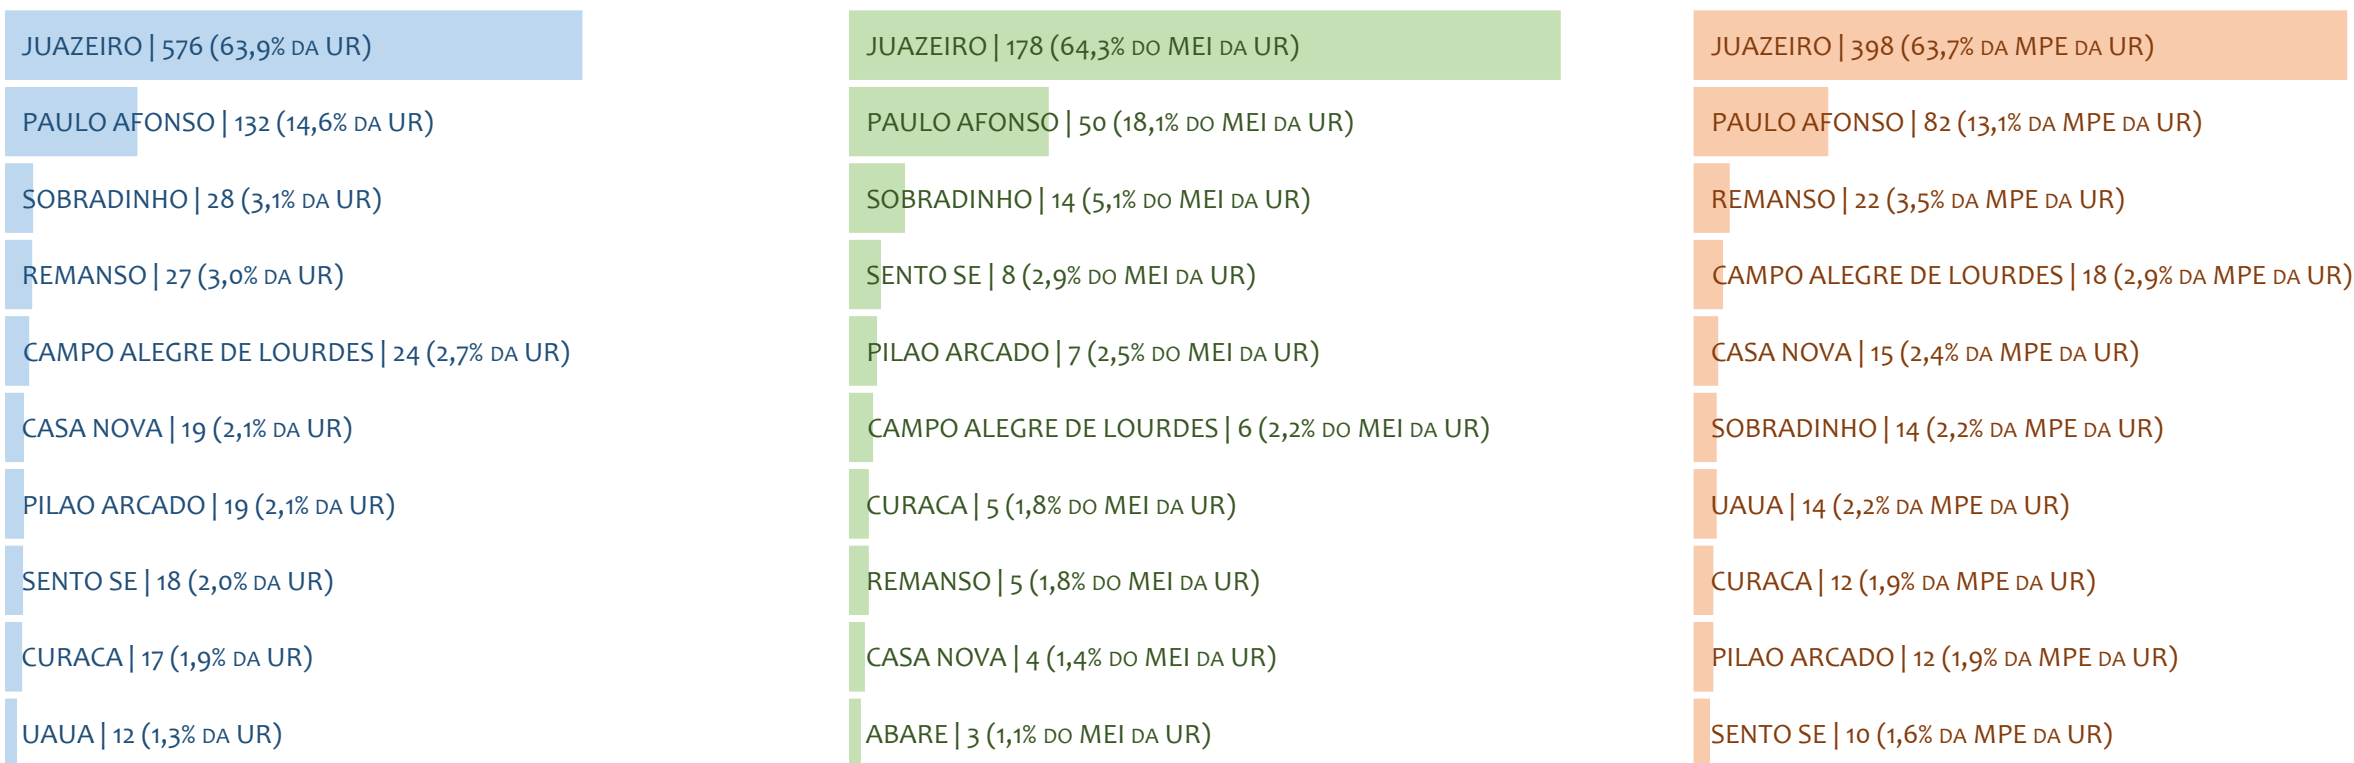 JUAZEIRO | 576 (63,9% DA UR)
PAULO AFONSO | 132 (14,6% DA UR)
SOBRADINHO | 28 (3,1% DA UR)
REMANSO | 27 (3,0% DA UR)
CAMPO ALEGRE DE LOURDES | 24 (2,7% DA UR)
CASA NOVA | 19 (2,1% DA UR)
PILAO ARCADO | 19 (2,1% DA UR)
SENTO SE | 18 (2,0% DA UR)
CURACA | 17 (1,9% DA UR)
UAUA | 12 (1,3% DA UR)
JUAZEIRO | 178 (64,3% DO MEI DA UR)
PAULO AFONSO | 50 (18,1% DO MEI DA UR)
SOBRADINHO | 14 (5,1% DO MEI DA UR)
SENTO SE | 8 (2,9% DO MEI DA UR)
PILAO ARCADO | 7 (2,5% DO MEI DA UR)
CAMPO ALEGRE DE LOURDES | 6 (2,2% DO MEI DA UR)
CURACA | 5 (1,8% DO MEI DA UR)
REMANSO | 5 (1,8% DO MEI DA UR)
CASA NOVA | 4 (1,4% DO MEI DA UR)
ABARE | 3 (1,1% DO MEI DA UR)
JUAZEIRO | 398 (63,7% DA MPE DA UR)
PAULO AFONSO | 82 (13,1% DA MPE DA UR)
REMANSO | 22 (3,5% DA MPE DA UR)
CAMPO ALEGRE DE LOURDES | 18 (2,9% DA MPE DA UR)
CASA NOVA | 15 (2,4% DA MPE DA UR)
SOBRADINHO | 14 (2,2% DA MPE DA UR)
UAUA | 14 (2,2% DA MPE DA UR)
CURACA | 12 (1,9% DA MPE DA UR)
PILAO ARCADO | 12 (1,9% DA MPE DA UR)
SENTO SE | 10 (1,6% DA MPE DA UR)